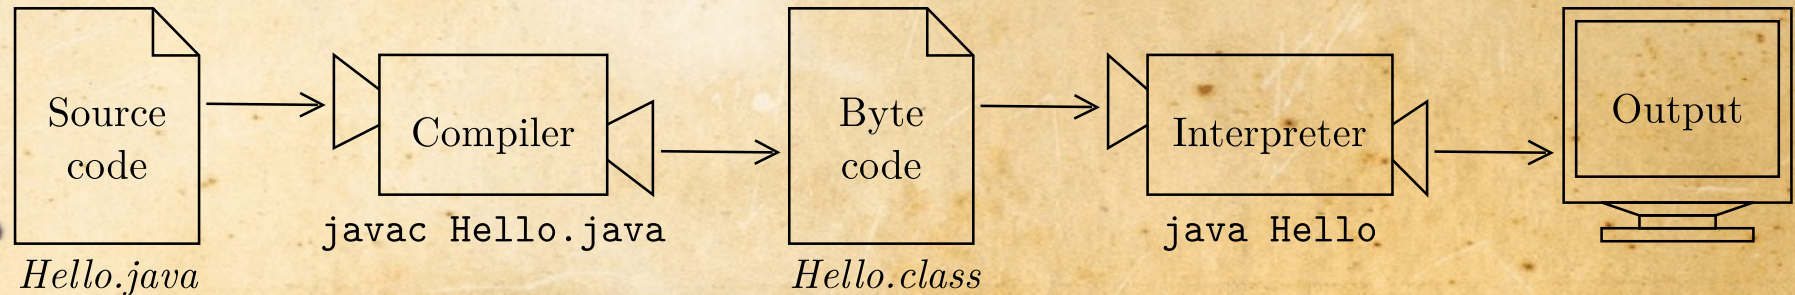 Source
code
Hello.java
Compiler
javac Hello.java
Byte
code
Hello.class
Interpreter
java Hello
Output